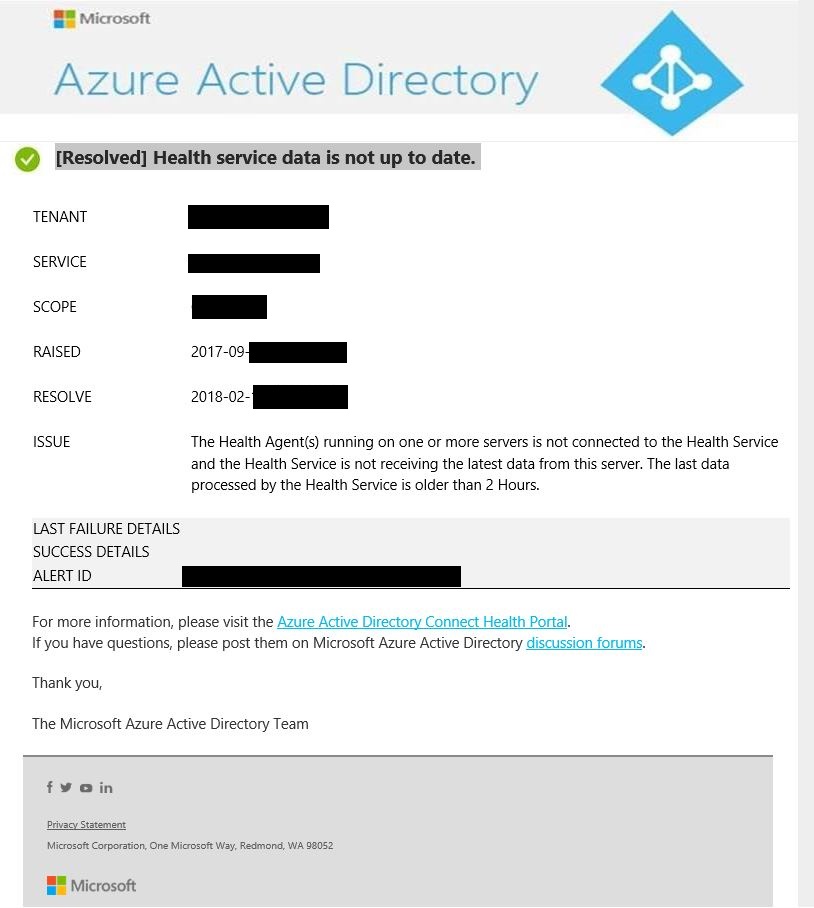 Microsoft
Azure Active Directory
[Resolved] Health service data is not up to date.
TENANT
SERVICE
SCOPE
RAISED 2017-09-
RESOLVE 2018-02-
ISSUE The Health Agent(s) running on one or more servers is not connected to the Health Service
and the Health Service is not receiving the latest data from this server. The last data
processed by the Health Service is older than 2 Hours.
LAST FAILURE DETAILS
SUCCESS DETAILS
ALERT ID
For more information, please visit the Azure Active Directory Connect Health Portal.
If you have questions, please post them on Microsoft Azure Active Directory discussion forums.
Thank you,
The Microsoft Azure Active Directory Team
Privacy Statement
Microsoft Corporation, One Microsoft Way, Redmond, WA 98052
Microsoft